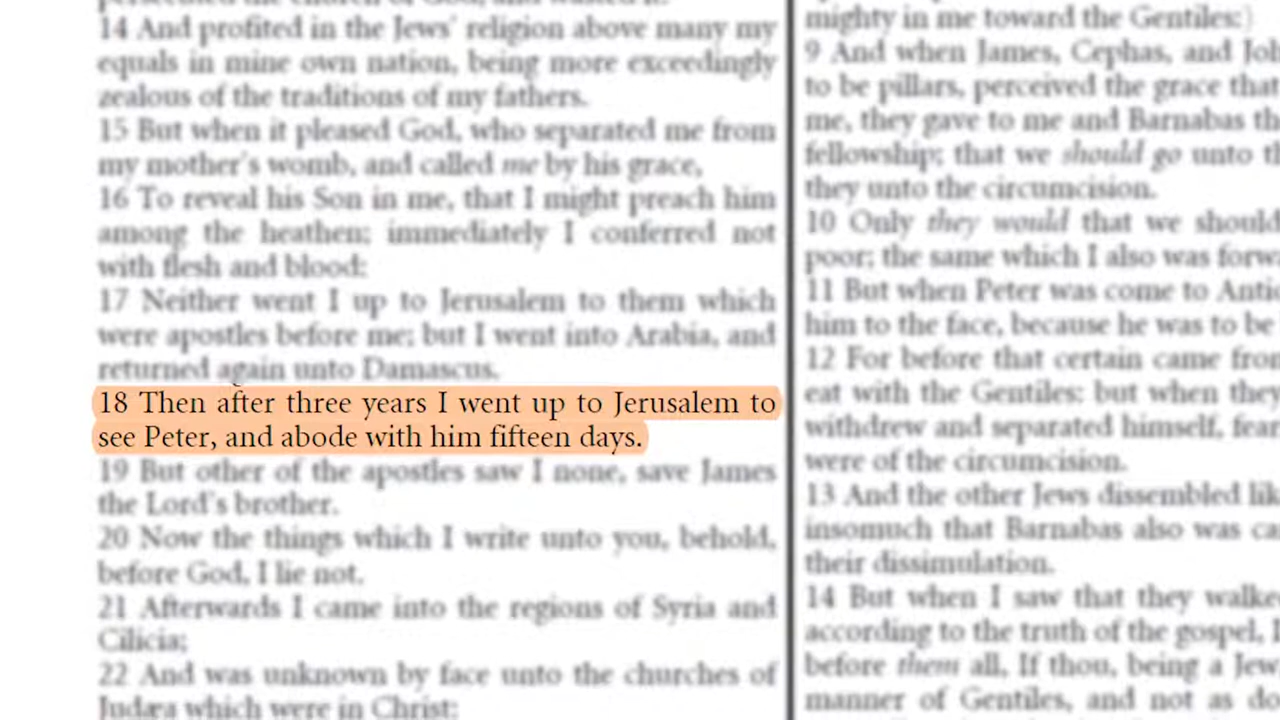 14 And profited in the Jews' religion above many my
equals in mine own nation, being more exceedingly
zealous of the traditions of my fathers.
15 But when it pleased God, who separated me from
my mother's womb, and called me by his grace,
16 To reveal his Son in me, that I might preach him
among the heathen; immediately I conferred not
with flesh and blood:
17 Neither went I up to Jerusalem to them which
were apostles before me; but I went into Arabia, and
returned again unto Damascus.
18 Then after three years I went up to Jerusalem to
see Peter, and abode with him fifteen days.
19 But other of the apostles saw I none, save James
the Lord's brother.
20 Now the things which I write unto you, behold,
before God, I lie not.
21 Afterwards I came into the regions of Syria and
Cilicia;
22 And was unknown by face unto the churches of
Judæa which were in Christ:
mighty in me toward the Gentiles:)
9 And when James, Cephas, and
to be pillars, perceived the grace that
me, they gave to me and Barnabas
fellowship; that we should go unto
they unto the circumcision.
10 Only they would that we should
poor; the same which I also was
11 But when Peter was come to
him to the face, because he was to be
12 For before that certain came
eat with the Gentiles: but when they
withdrew and separated himself,
were of the circumcision.
13 And the other Jews dissembled
insomuch that Barnabas also was
their dissimulation.
14 But when I saw that they
according to the truth of the gospel, I
before them all, If thou, being a Jew
manner of Gentiles, and not as do